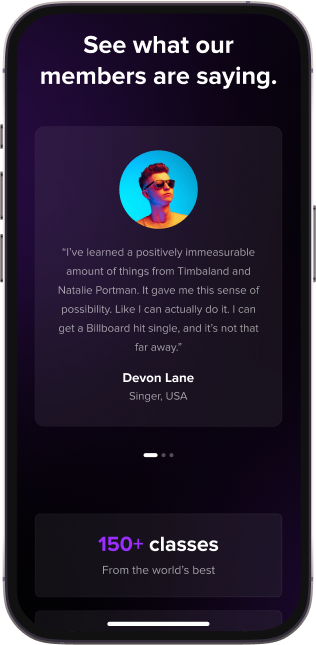 See what our
members are saying.
“I’ve learned a positively immeasurable
amount of things from Timbaland and
Natalie Portman. It gave me this sense of
possibility. Like I can actually do it. I can
get a Billboard hit single, and it’s not that
far away.”
Devon Lane
Singer, USA
150+ classes
From the world’s best